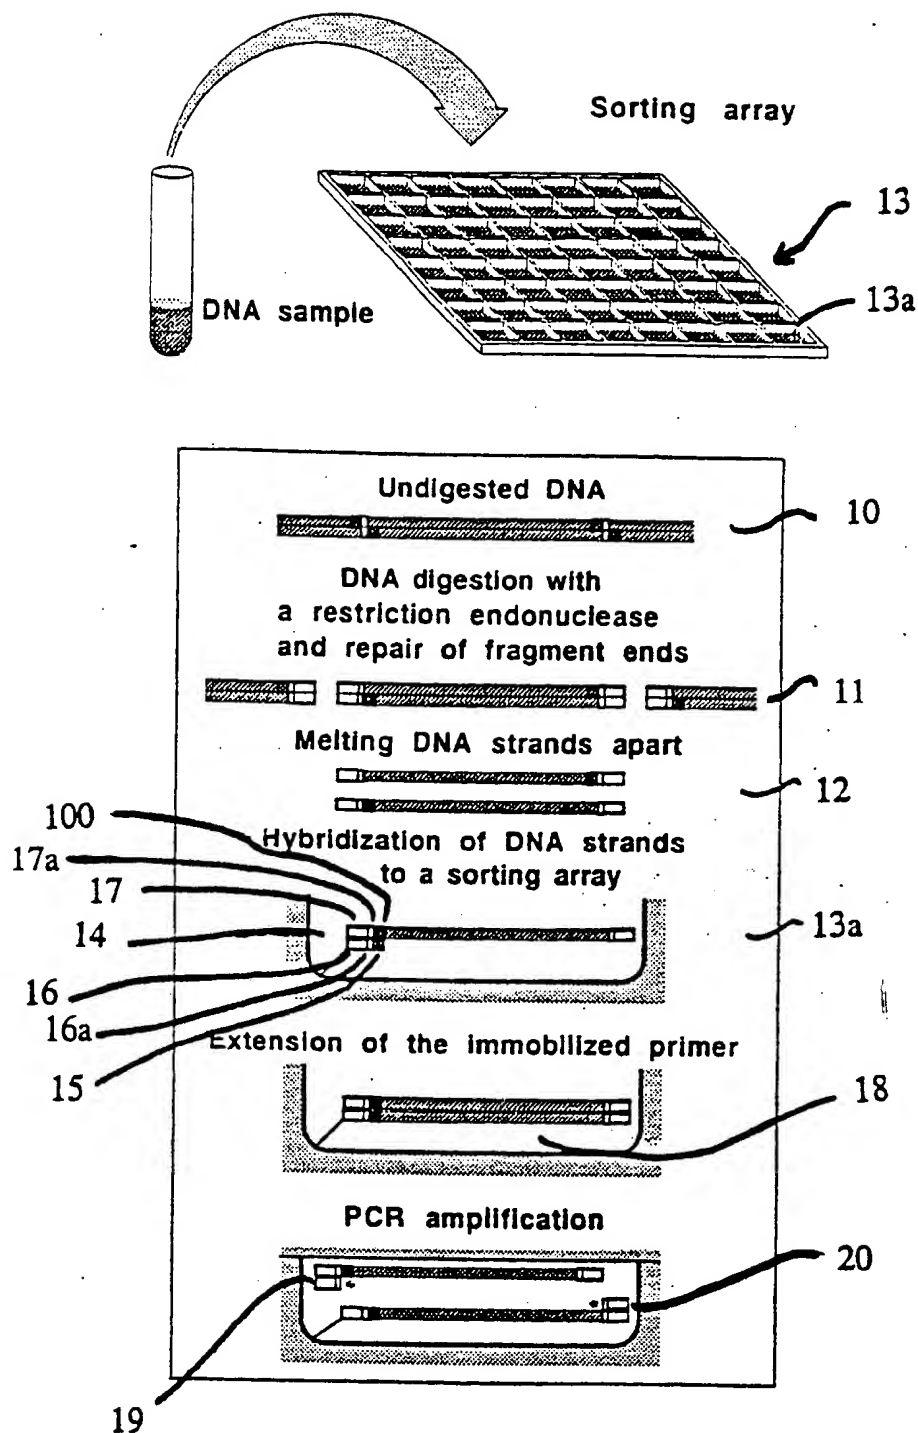 Sorting array
13
13a
DNA sample
Undigested DNA
10
DNA digestion with
a restriction endonuclease
and repair of fragment ends
11
Melting DNA strands apart
12
100
Hybridization of DNA strands
17a
to a sorting array
17
14
13a
16
16a
Extension of the immobilized primer
15
18
PCR amplification
20
19